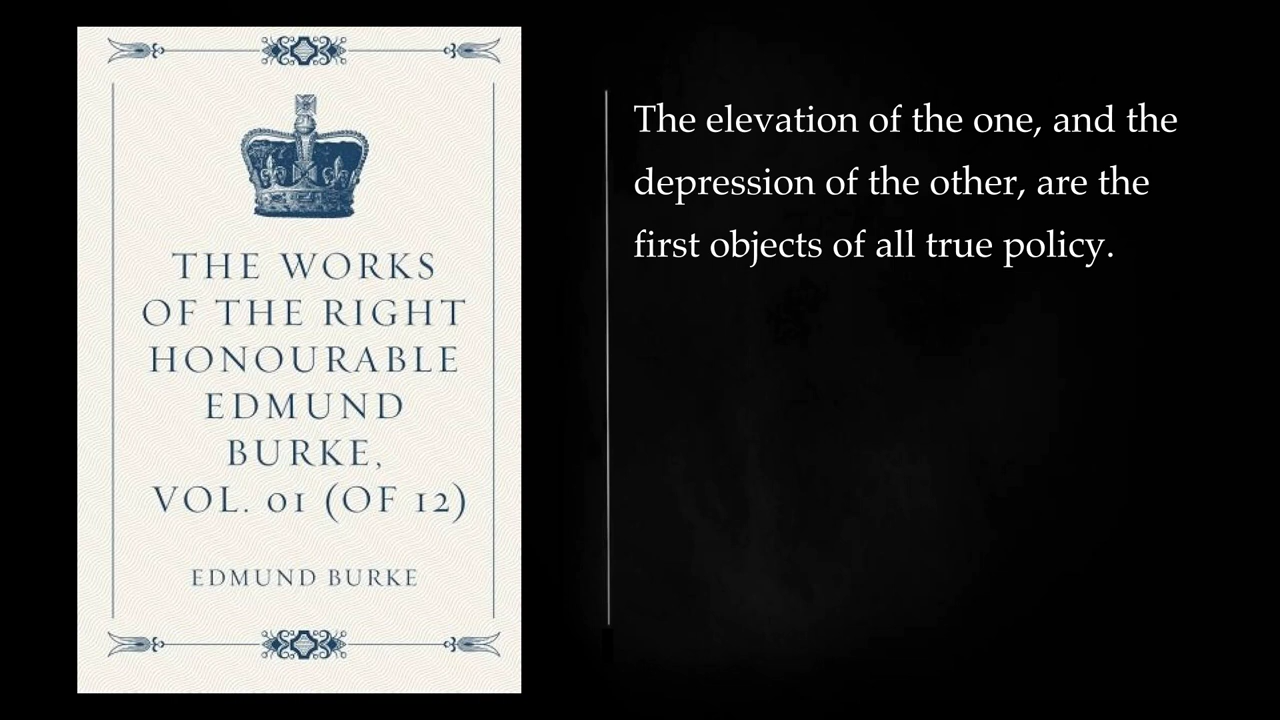 THE WORKS
OF THE RIGHT
HONOURABLE
EDMUND
BURKE,
VOL. 01 (OF 12)
EDMUND BURKE
The elevation of the one, and the
depression of the other, are the
first objects of all true policy.